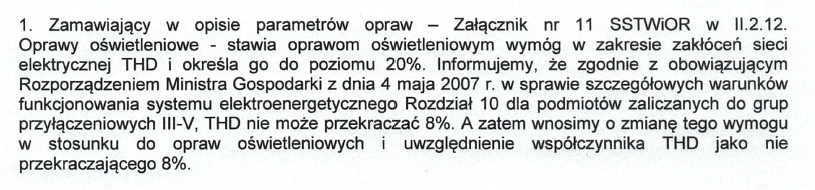 1. Zamawiający w opisie parametrów opraw – Załącznik nr 11 SSTWiOR w II.2.12.
Oprawy oświetleniowe - stawia oprawom oświetleniowym wymóg w zakresie zakłóceń sieci
elektrycznej THD i określa go do poziomu 20%. Informujemy, że zgodnie z obowiązującym
Rozporządzeniem Ministra Gospodarki z dnia 4 maja 2007 r. w sprawie szczegółowych warunków
funkcjonowania systemu elektroenergetycznego Rozdział 10 dla podmiotów zaliczanych do grup
przyłączeniowych III-V, THD nie może przekraczać 8%. A zatem wnosimy o zmianę tego wymogu
w stosunku do opraw oświetleniowych i uwzględnienie współczynnika THD jako nie
przekraczającego 8%.